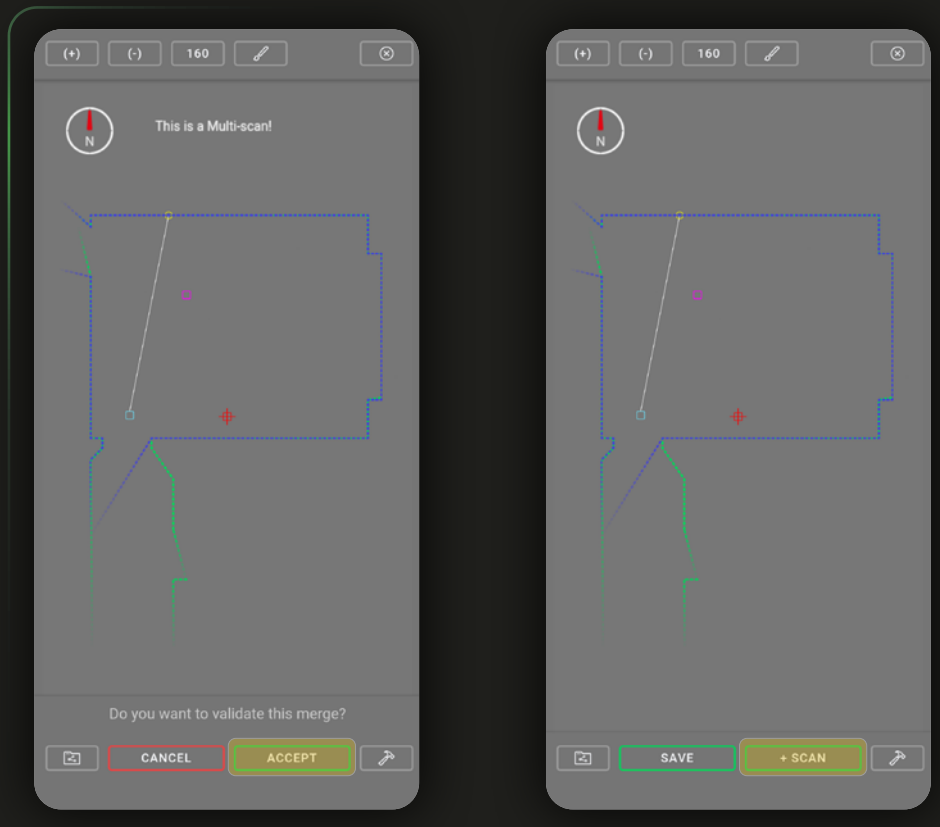 (+) (-) 160
N
This is a Multi-scan!
Do you want to validate this merge?
CANCEL ACCEPT
(+) (-) 160
N
SAVE + SCAN